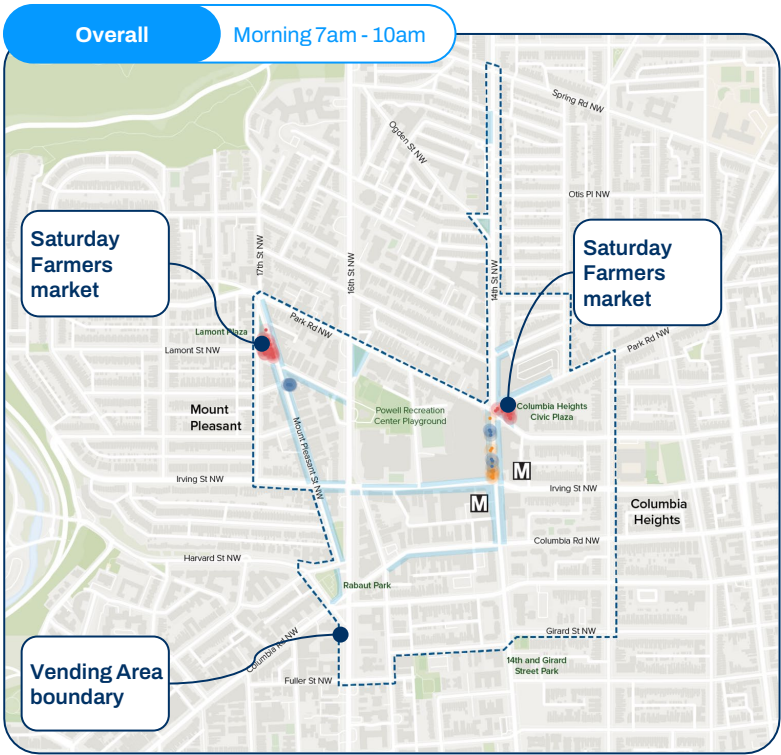 Overall
Morning 7am - 10am
Spring Rd NW
Ogden St NW
Otis Pl NW
Saturday
Farmers
market
Saturday
Farmers
market
17th St NW
16th St NW
14th St NW
Park Rd NW
Lamont Plaza
Lamont St NW
Park Rd NW
Mount
Pleasant
Powell Recreation
Center Playground
Columbia Heights
Civic Plaza
Mount Pleasant St NW
M
Irving St NW
Irving St NW
M
Columbia
Heights
Columbia Rd NW
Harvard St NW
Rabaut Park
Girard St NW
Columbia Rd NW
Vending Area
boundary
14th and Girard
Street Park
Fuller St NW